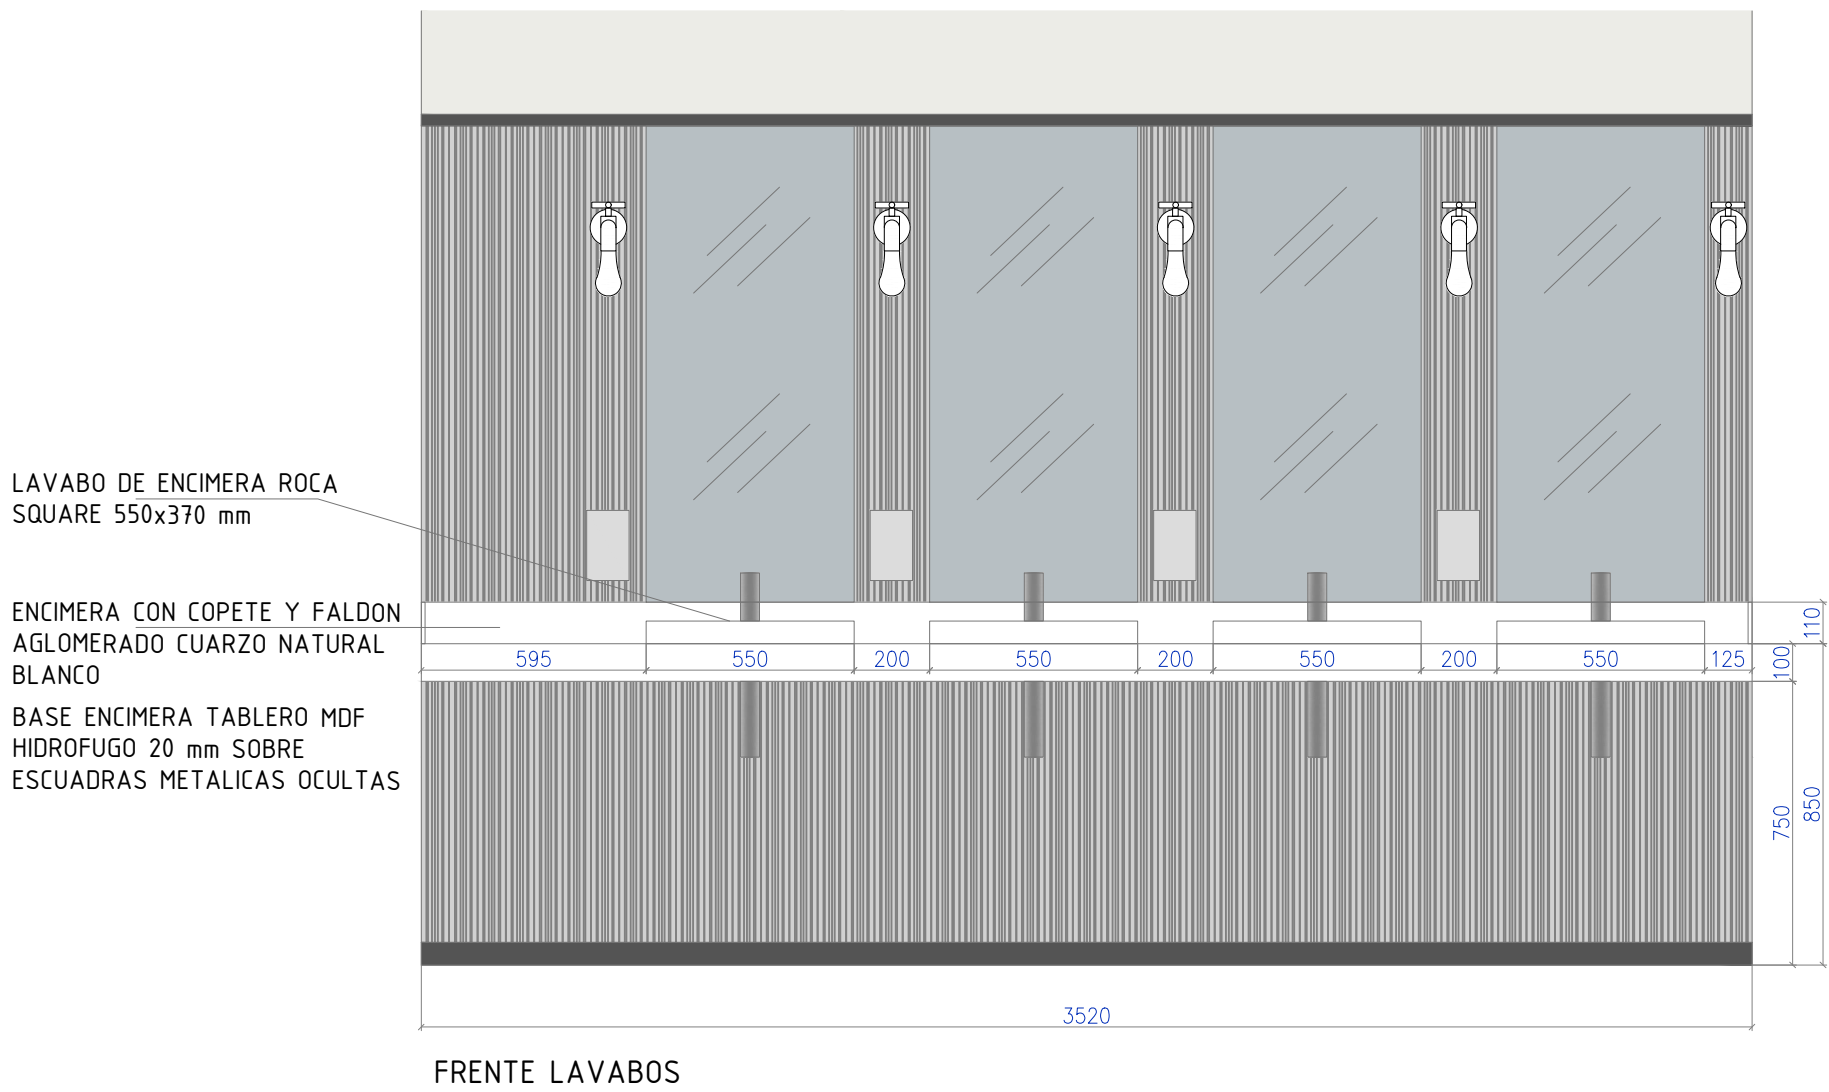 LAVABO DE ENCIMERA ROCA
SQUARE 550x370 mm
ENCIMERA CON COPETE Y FALDON
AGLOMERADO CUARZO NATURAL
BLANCO
BASE ENCIMERA TABLERO MDF
HIDROFUGO 20 mm SOBRE
ESCUADRAS METALICAS OCULTAS
595 550 200 550 200 550 200 550 125
110
100
750
850
3520
FRENTE LAVABOS